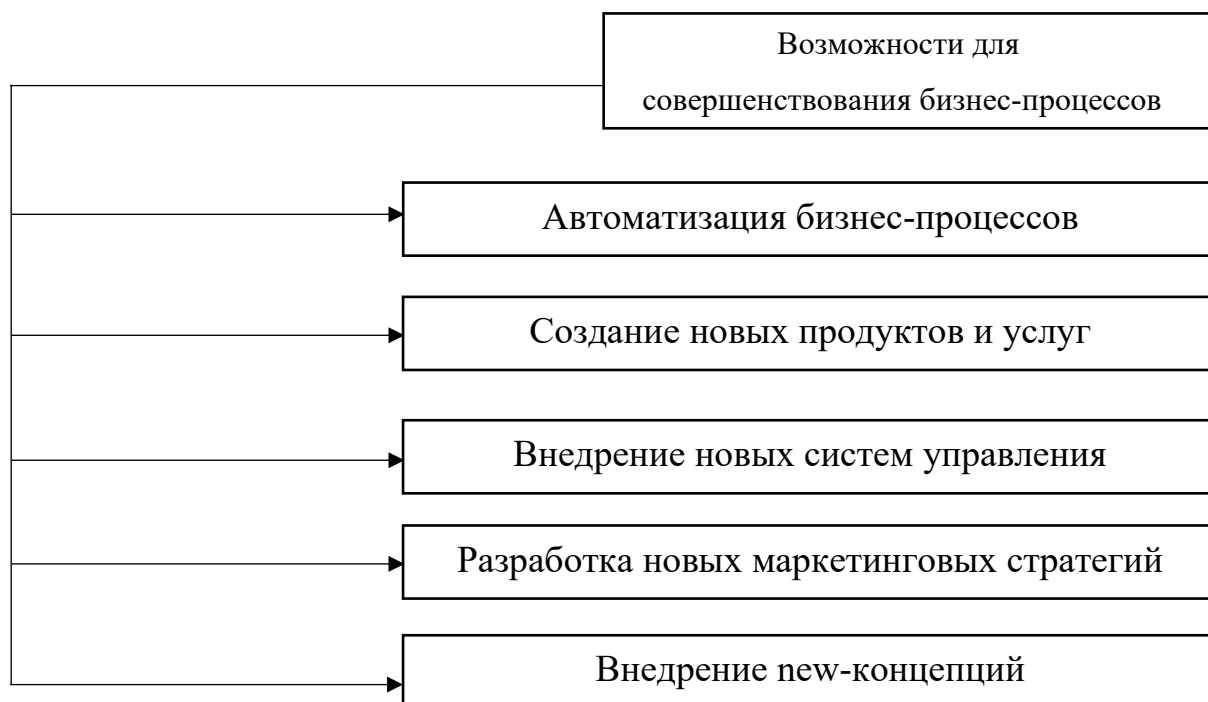 Возможности для
совершенствования бизнес-процессов
Автоматизация бизнес-процессов
Создание новых продуктов и услуг
Внедрение новых систем управления
Разработка новых маркетинговых стратегий
Внедрение new-концепций